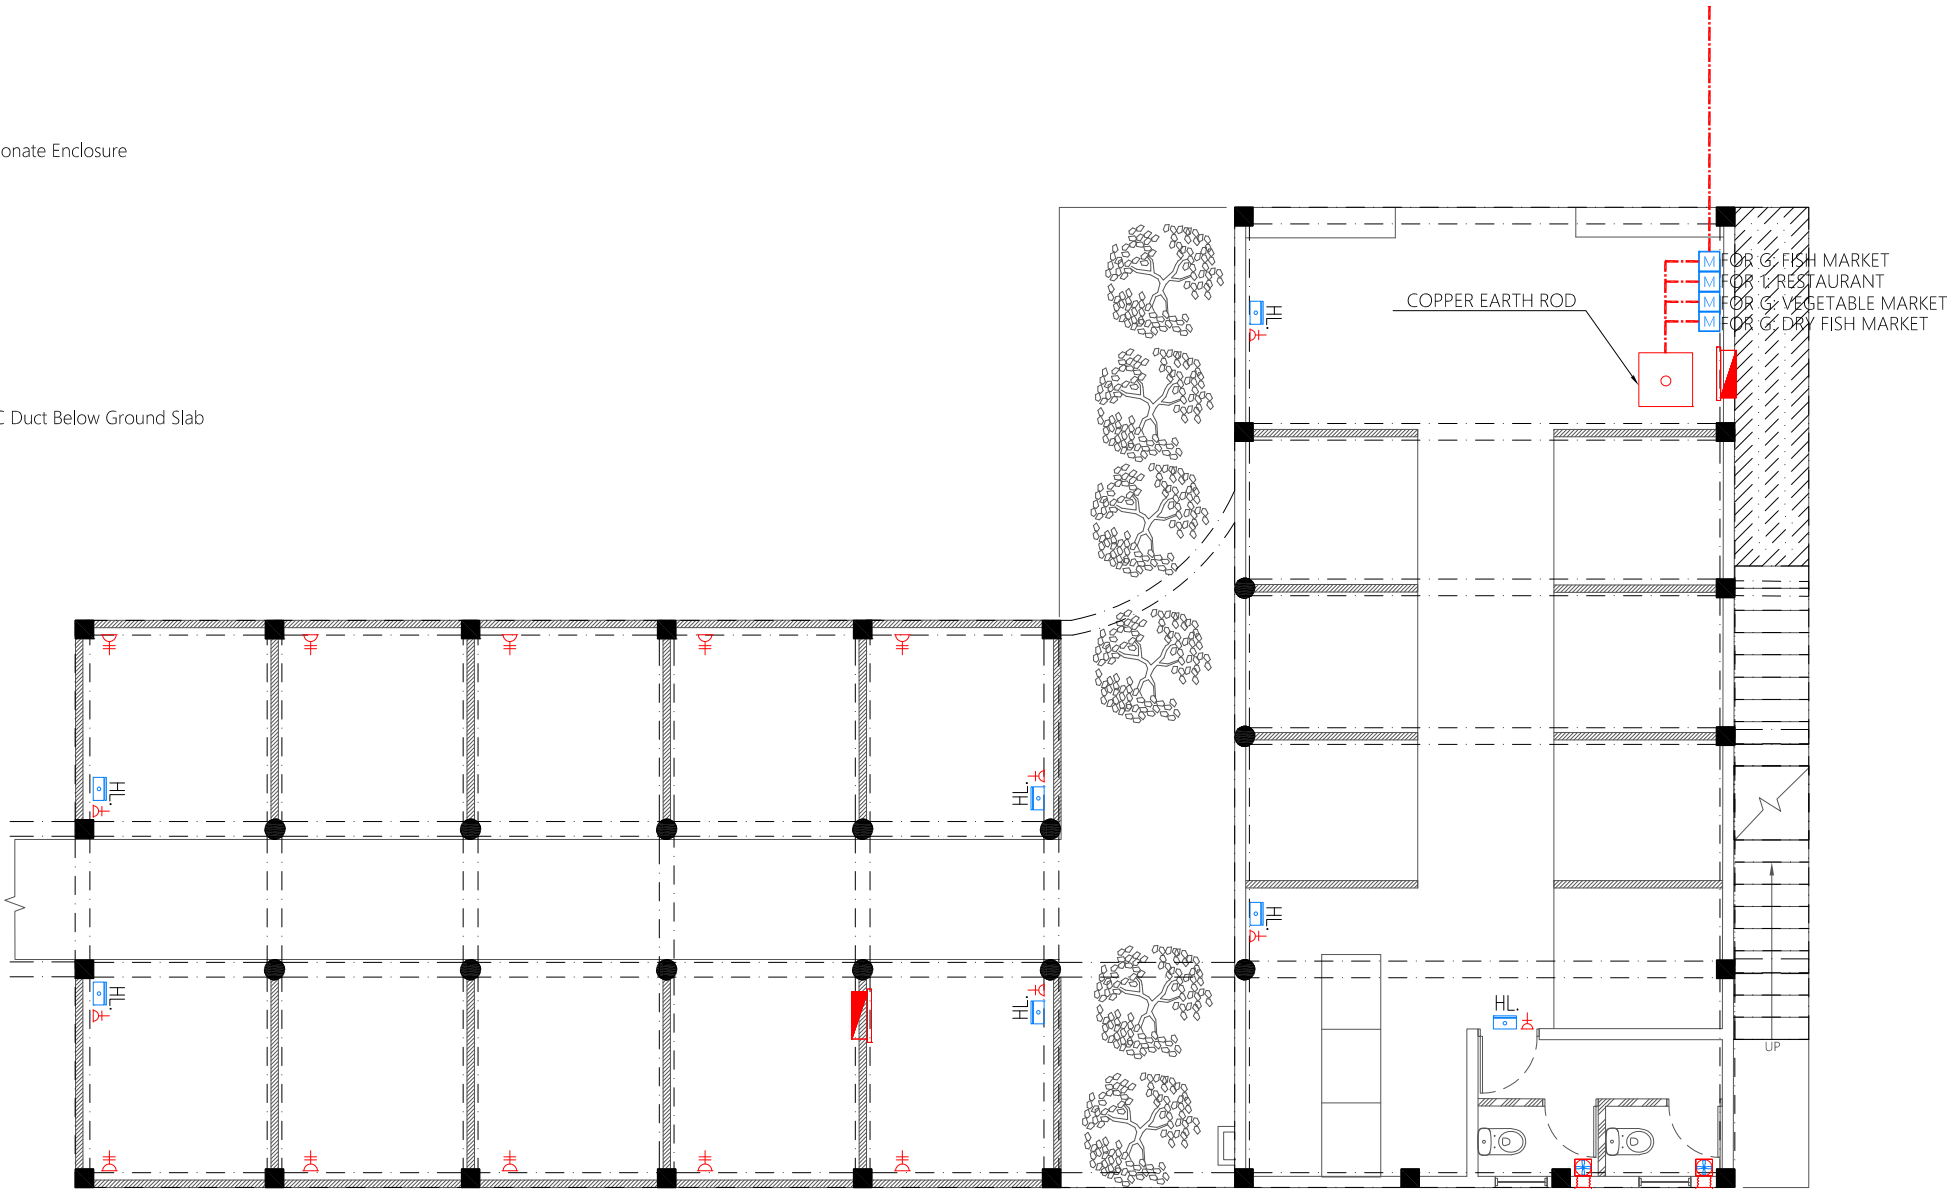 onate Enclosure
FOR G. FISH MARKET
FOR 1. RESTAURANT
FOR G. VEGETABLE MARKET
FOR G. DRY FISH MARKET
M
M
M
M
COPPER EARTH ROD
HL.
C Duct Below Ground Slab
HL.
HL.
HL.
HL.
HL.
HL.
UP